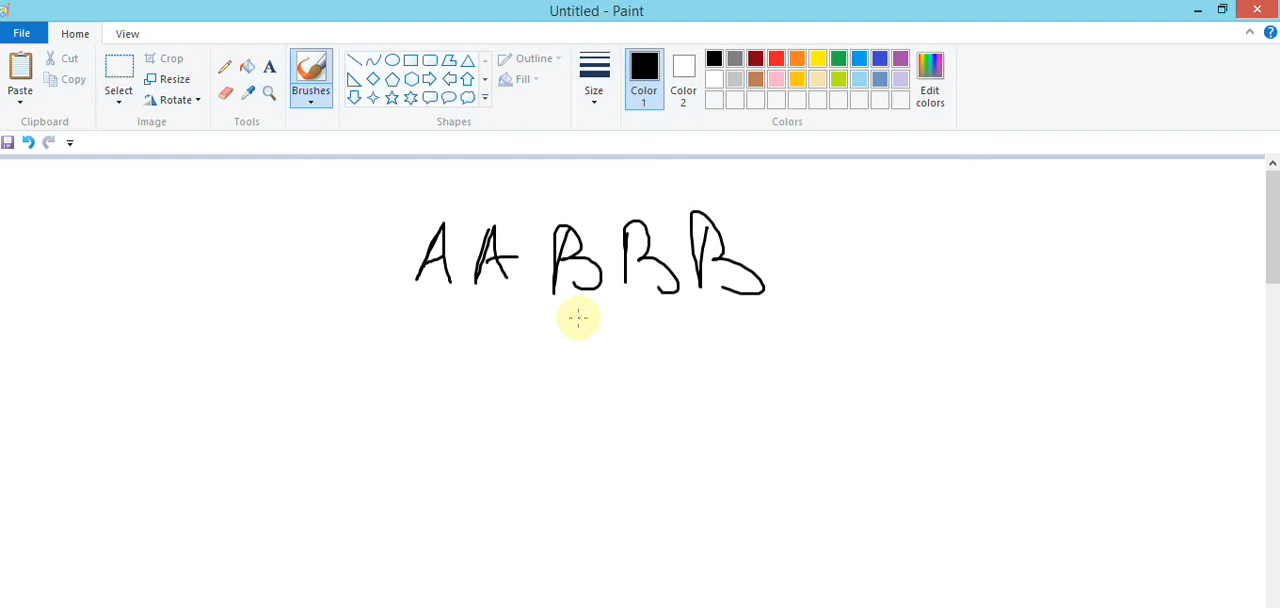 Untitled - Paint
File Home View
Cut
Copy
Paste
Clipboard
Crop
Resize
Rotate
Select
Image
A
Tools
Brushes
Outline
Fill
Shapes
Size
Color 1
Color 2
Edit colors
Colors
A A B B B